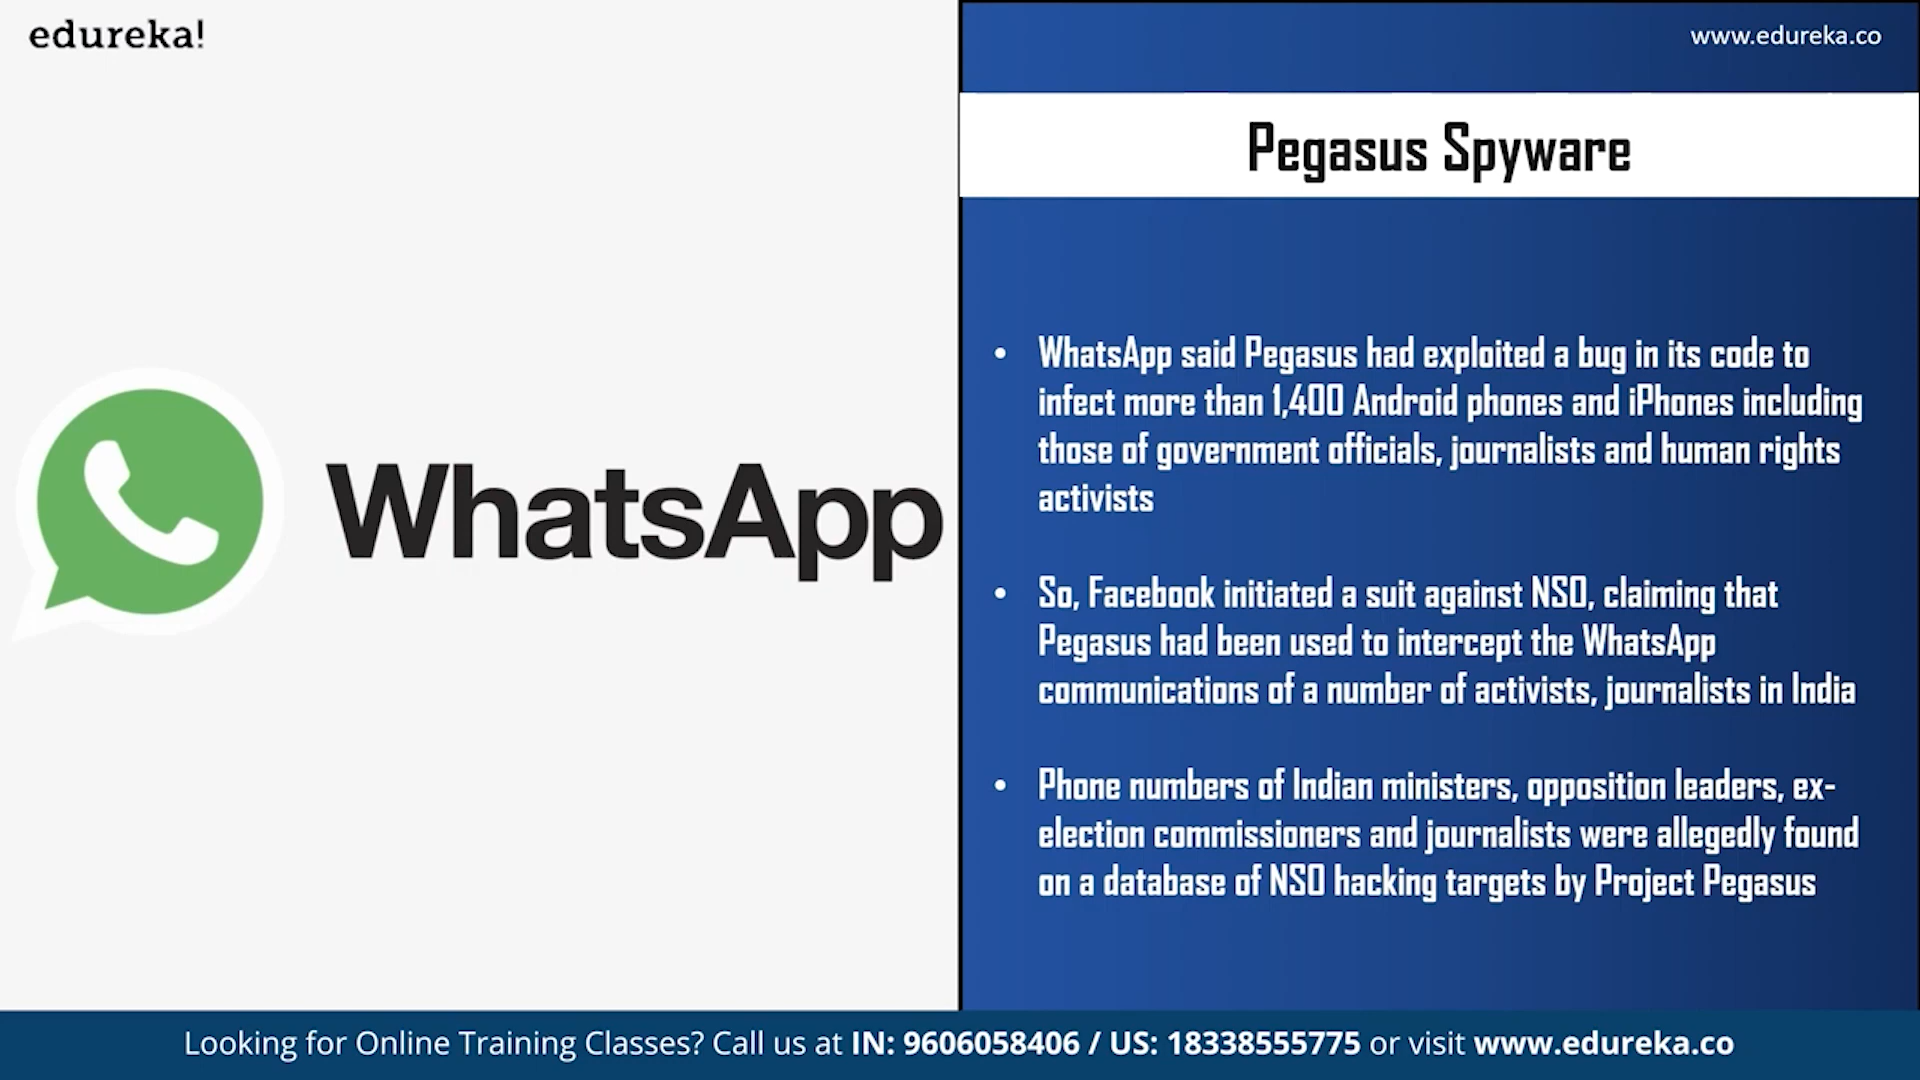 edureka!
www.edureka.co
Pegasus Spyware
WhatsApp
• WhatsApp said Pegasus had exploited a bug in its code to
infect more than 1,400 Android phones and iPhones including
those of government officials, journalists and human rights
activists
• So, Facebook initiated a suit against NSO, claiming that
Pegasus had been used to intercept the WhatsApp
communications of a number of activists, journalists in India
• Phone numbers of Indian ministers, opposition leaders, ex-
election commissioners and journalists were allegedly found
on a database of NSO hacking targets by Project Pegasus
Looking for Online Training Classes? Call us at IN: 9606058406 / US: 18338555775 or visit www.edureka.co